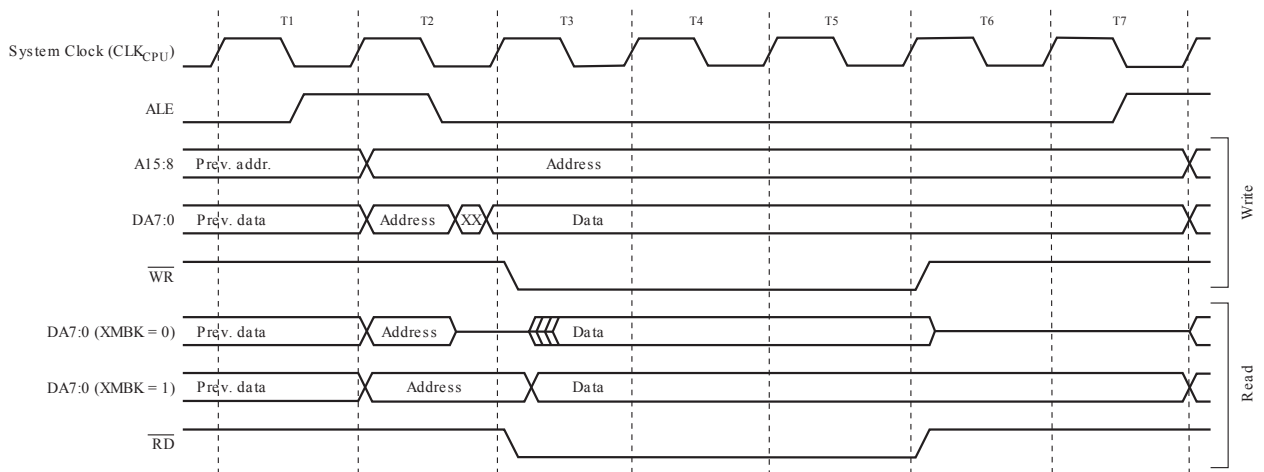 T1 T2 T3 T4 T5 T6 T7
System Clock (CLKCPU)
ALE
A15:8 Prev. addr. Address
DA7:0 Prev. data Address XX Data
WR
Write
DA7:0 (XMBK = 0) Prev. data Address Data
DA7:0 (XMBK = 1) Prev. data Address Data
RD
Read